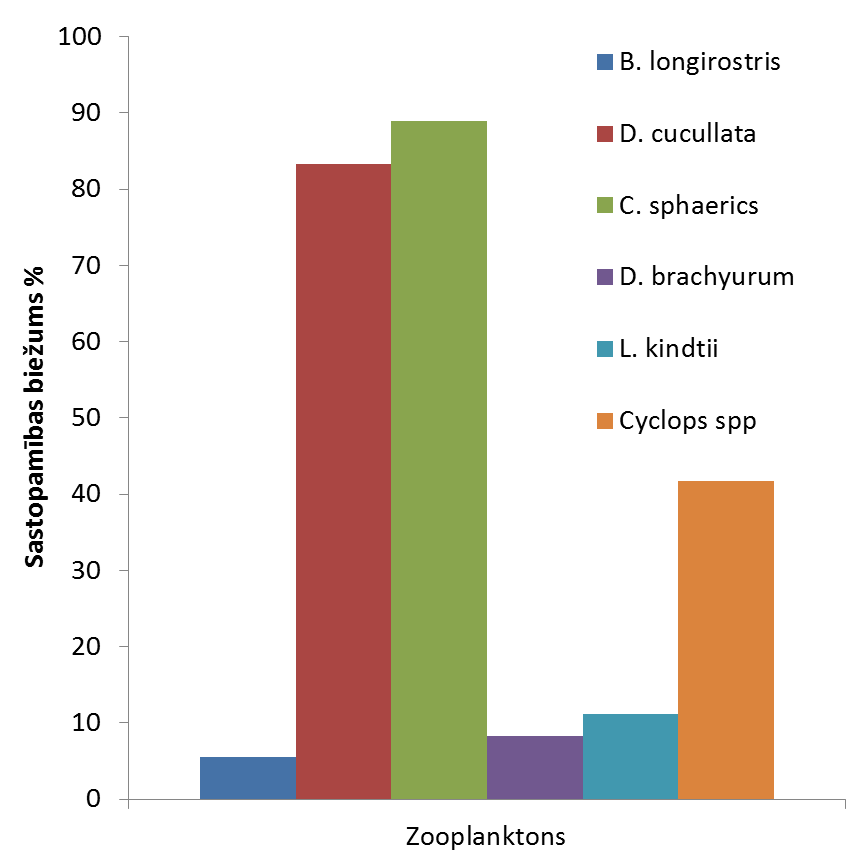 Sastopamības biežums %
100
90
80
70
60
50
40
30
20
10
0
B. longirostris
D. cucullata
C. sphaerics
D. brachyurum
L. kindtii
Cyclops spp
Zooplanktons